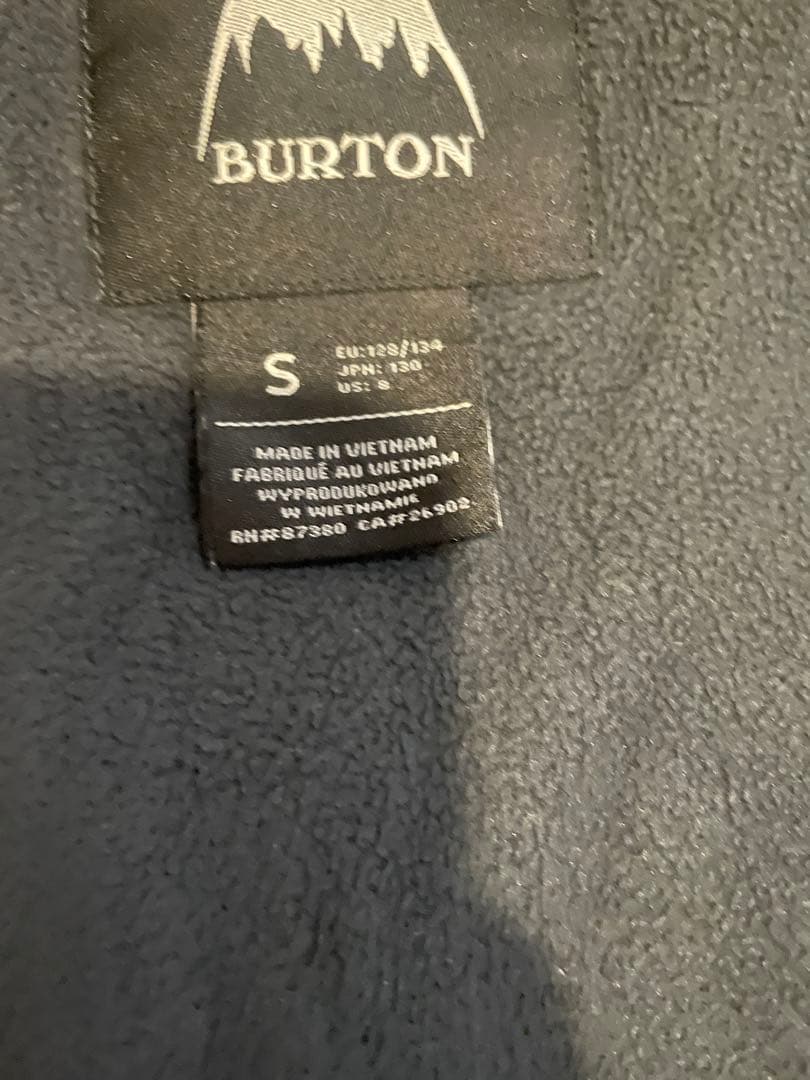 BURTON
S
EU:128/134
JPN: 130
US: 8
MADE IN VIETNAM
FABRIQUÉ AU VIETNAM
WYPRODUKOWANO
W WIETNAMIE
RN#87380 CA#26902